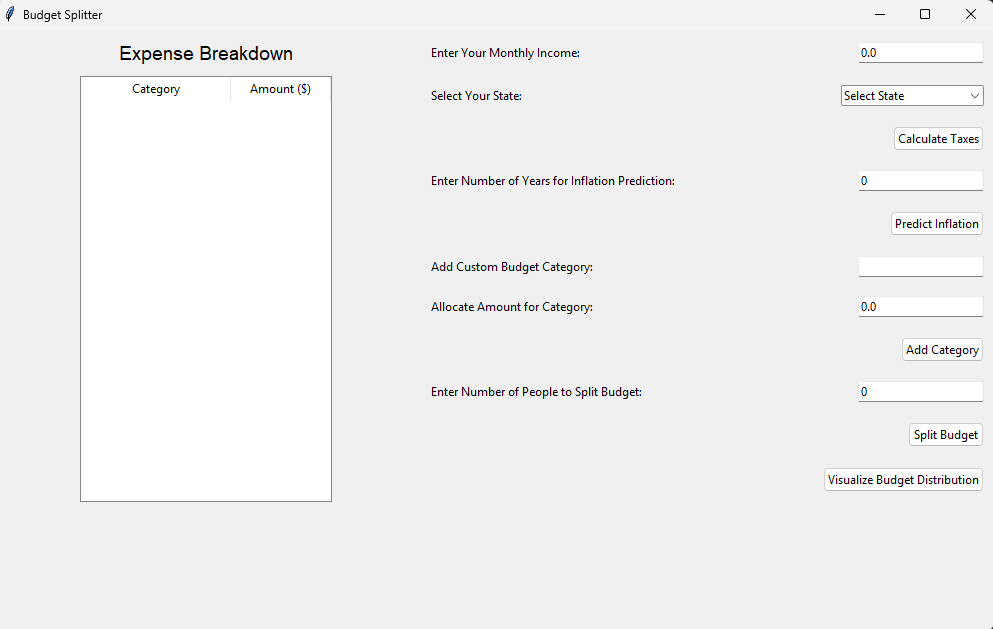 Budget Splitter
Expense Breakdown
Category Amount ($)
Enter Your Monthly Income: 0.0
Select Your State: Select State
Calculate Taxes
Enter Number of Years for Inflation Prediction: 0
Predict Inflation
Add Custom Budget Category:
Allocate Amount for Category: 0.0
Add Category
Enter Number of People to Split Budget: 0
Split Budget
Visualize Budget Distribution